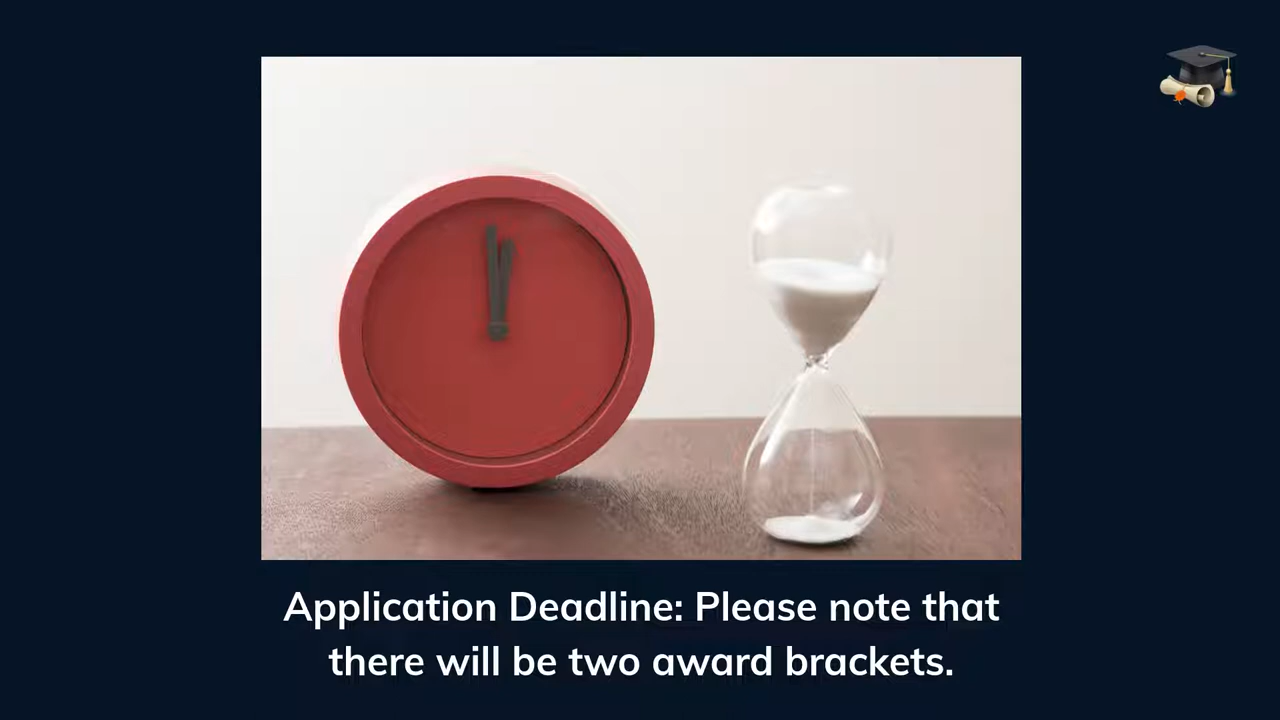 Application Deadline: Please note that
there will be two award brackets.